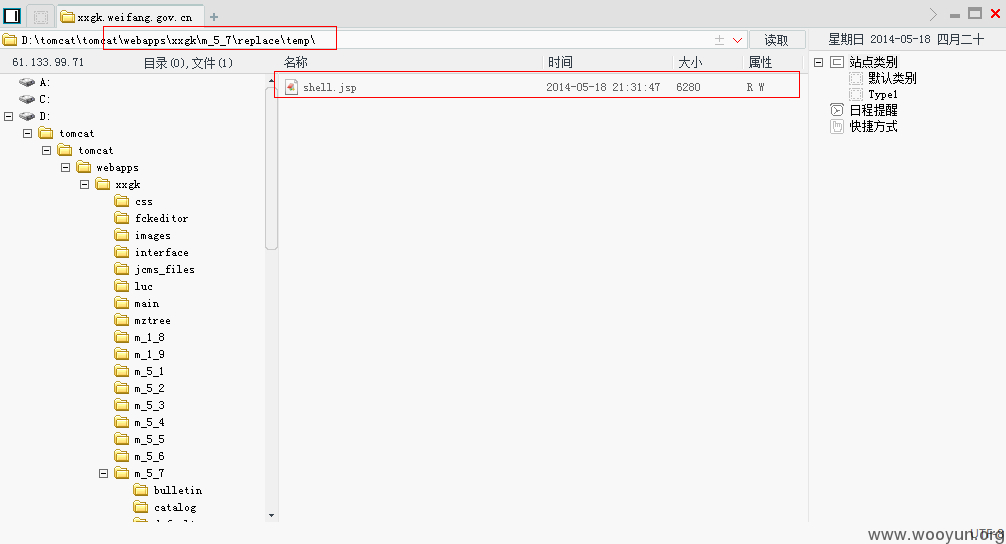 xxgk.weifang.gov.cn
D:\tomcat\tomcat\webapps\xxgk\m_5_7\replace\temp\
读取
星期日 2014-05-18 四月二十
61.133.99.71
目录(0),文件(1)
名称
时间
大小
属性
shell.jsp
2014-05-18 21:31:47
6280
R W
A:
C:
D:
tomcat
tomcat
webapps
xxgk
css
fckeditor
images
interface
jcms_files
luc
main
mztree
m_1_8
m_1_9
m_5_1
m_5_2
m_5_3
m_5_4
m_5_5
m_5_6
m_5_7
bulletin
catalog
站点类别
默认类别
Type1
日程提醒
快捷方式
www.wooyun.org